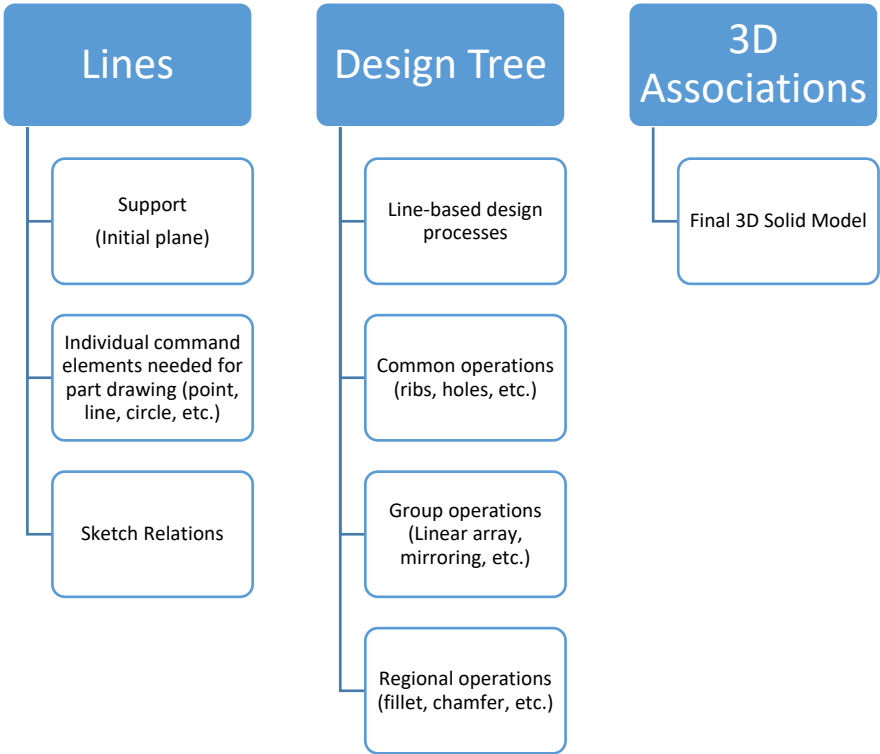 Lines
Support
(Initial plane)
Individual command
elements needed for
part drawing (point,
line, circle, etc.)
Sketch Relations
Design Tree
Line-based design
processes
Common operations
(ribs, holes, etc.)
Group operations
(Linear array,
mirroring, etc.)
Regional operations
(fillet, chamfer, etc.)
3D
Associations
Final 3D Solid Model